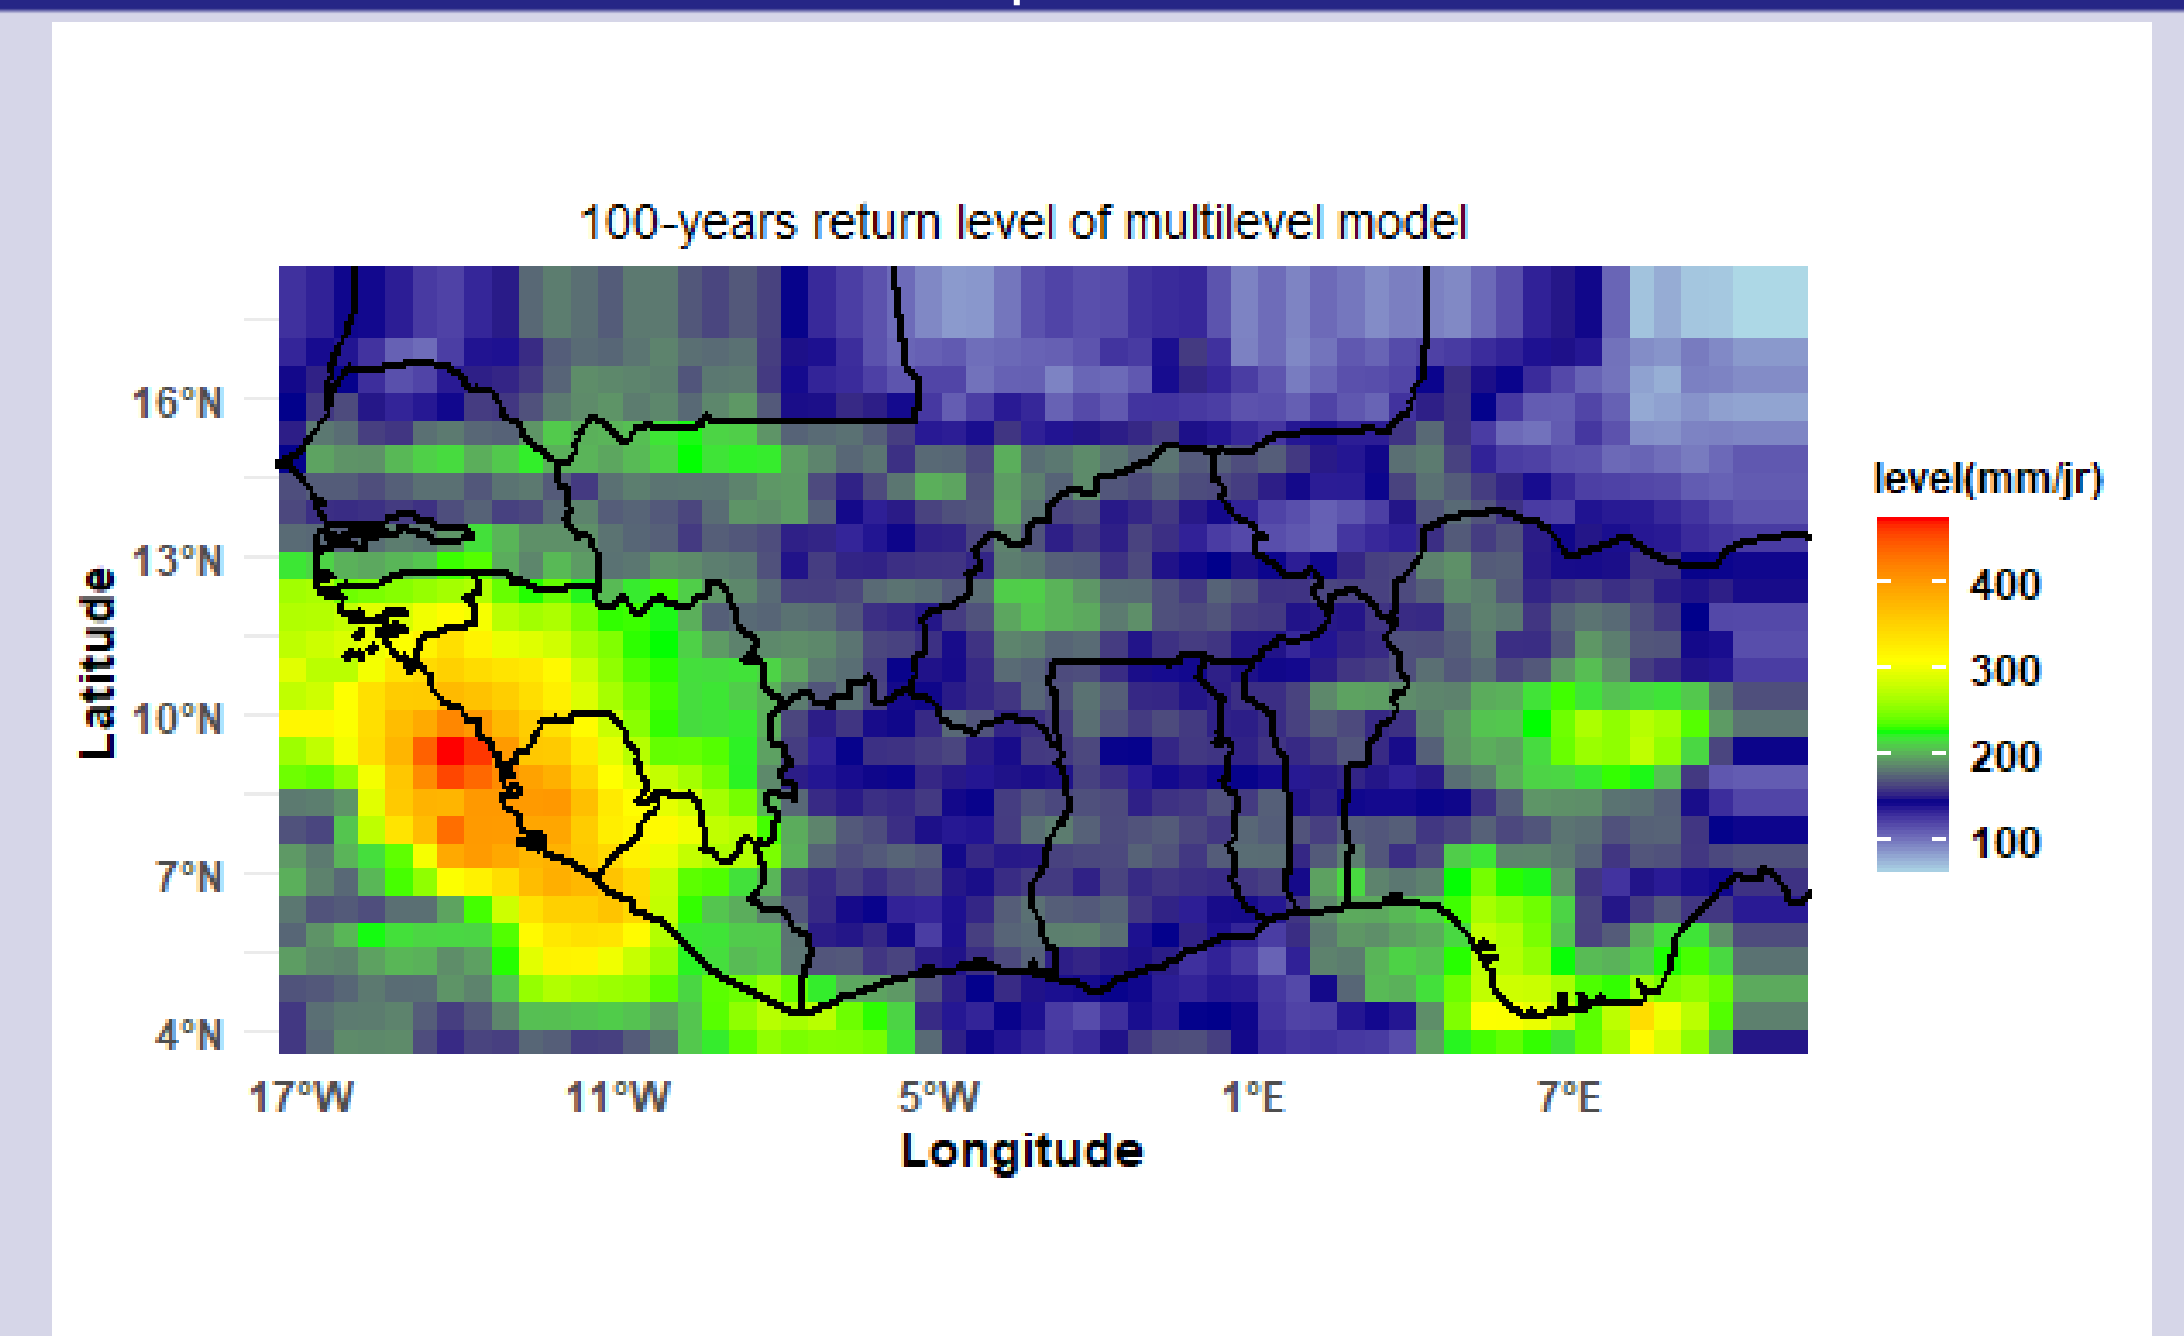 100-years return level of multilevel model
level(mm/jr)
400
300
200
100
16°N
13°N
10°N
7°N
4°N
Latitude
17°W 11°W 5°W 1°E 7°E
Longitude